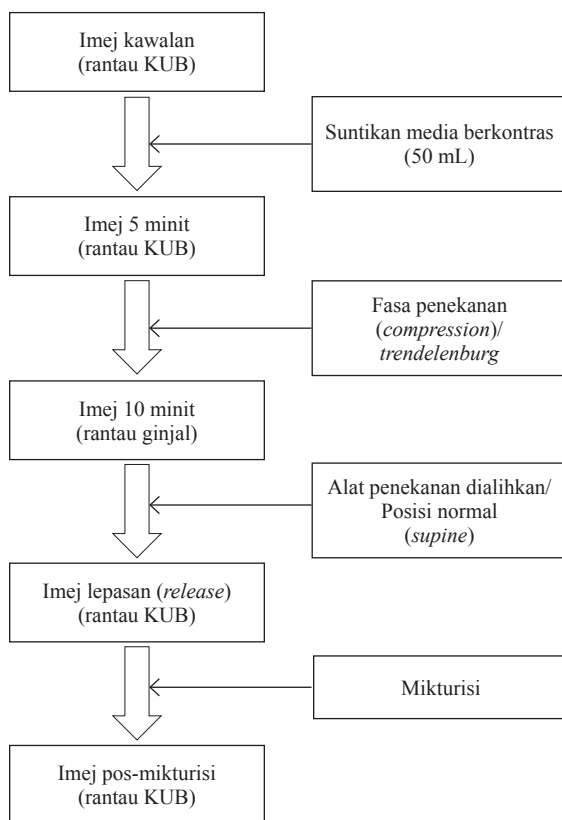 Imej kawalan
(rantau KUB)
Suntikan media berkontras
(50 mL)
Imej 5 minit
(rantau KUB)
Fasa penekanan
(compression)/
trendelenburg
Imej 10 minit
(rantau ginjal)
Alat penekanan dialihkan/
Posisi normal
(supine)
Imej lepasan (release)
(rantau KUB)
Mikturisi
Imej pos-mikturisi
(rantau KUB)